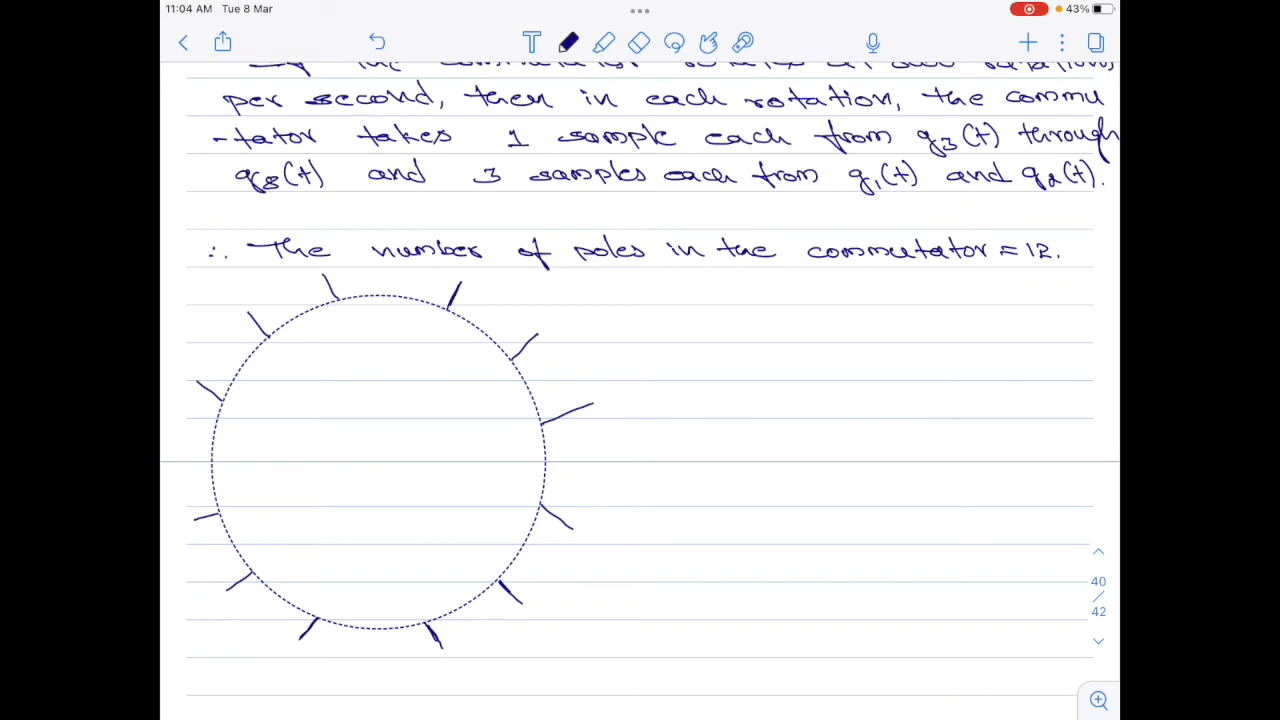 11:04 AM Tue 8 Mar
43%
T
per second, then in each rotation, the commu
-tator takes 1 sample each from g3(t) through
g8(t) and 3 samples each from g1(t) and g2(t).
∴ The number of poles in the commutator = 12.
40
42